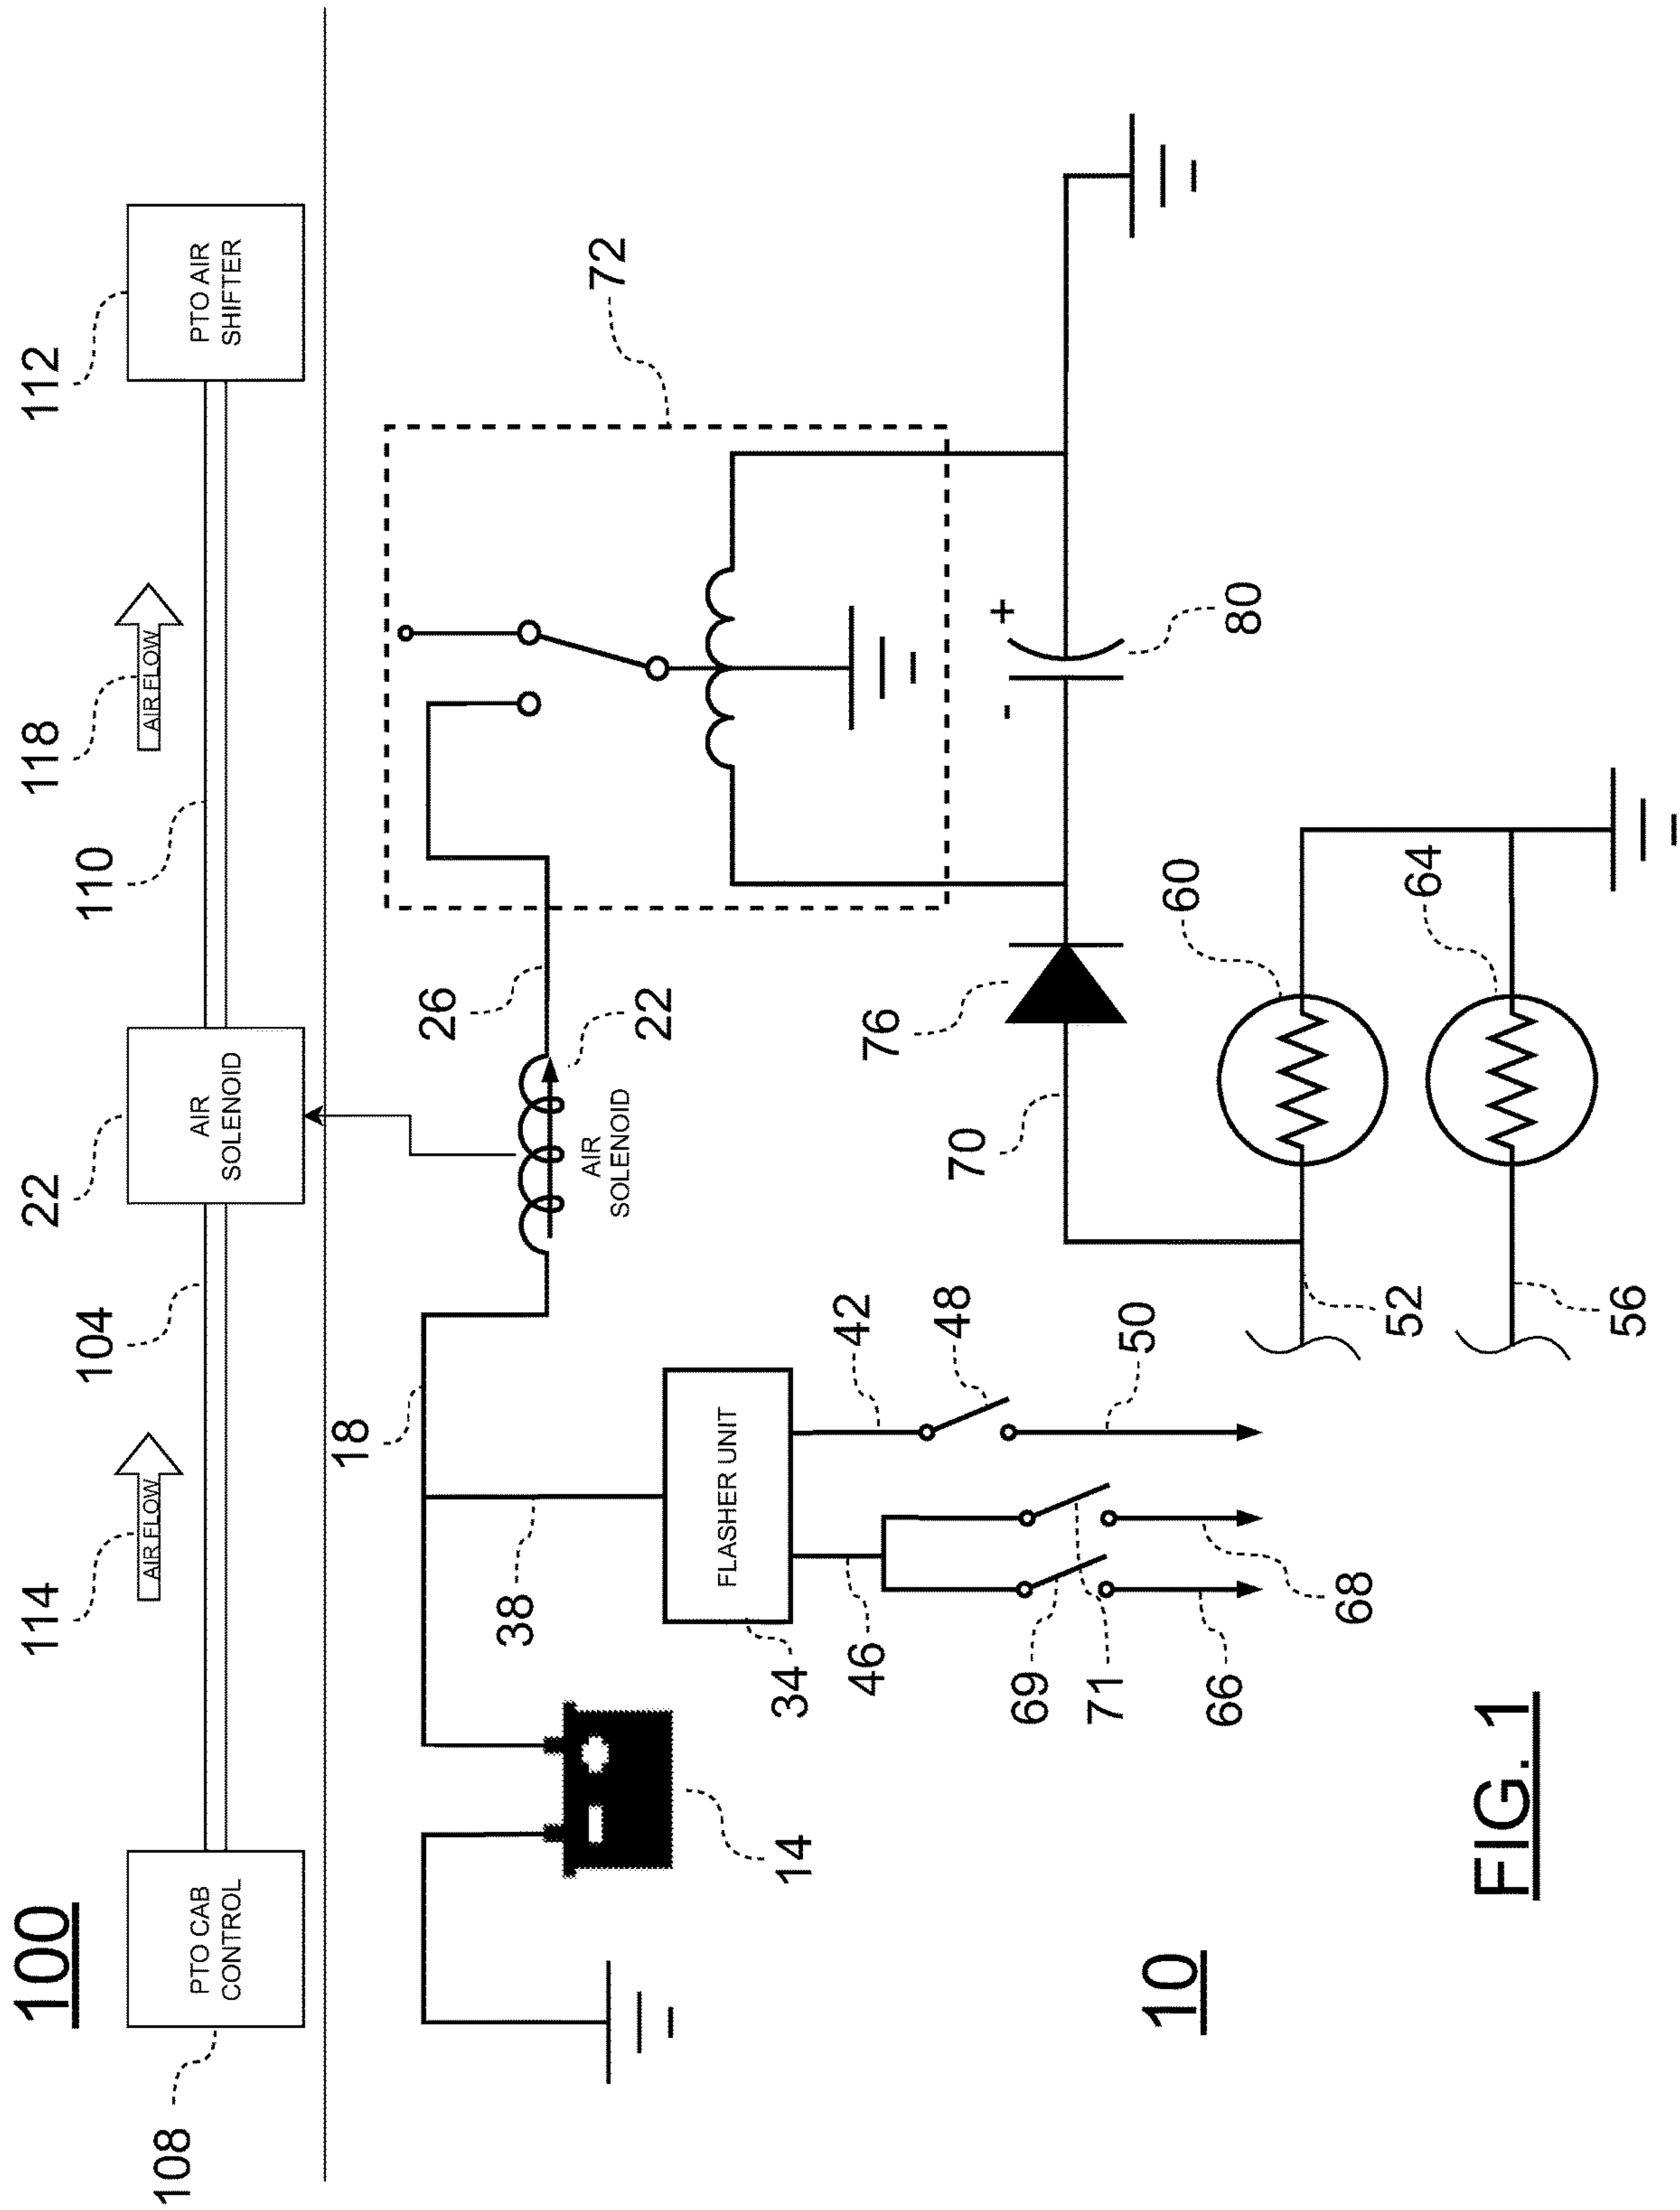 100
108
PTO CAB
CONTROL
114
AIR FLOW
104
22
AIR
SOLENOID
110
118
AIR FLOW
112
PTO AIR
SHIFTER
18
26
22
AIR
SOLENOID
72
38
14
34
FLASHER UNIT
42
48
50
46
69
71
66
68
70
76
-
+
80
52
60
56
64
10
FIG. 1